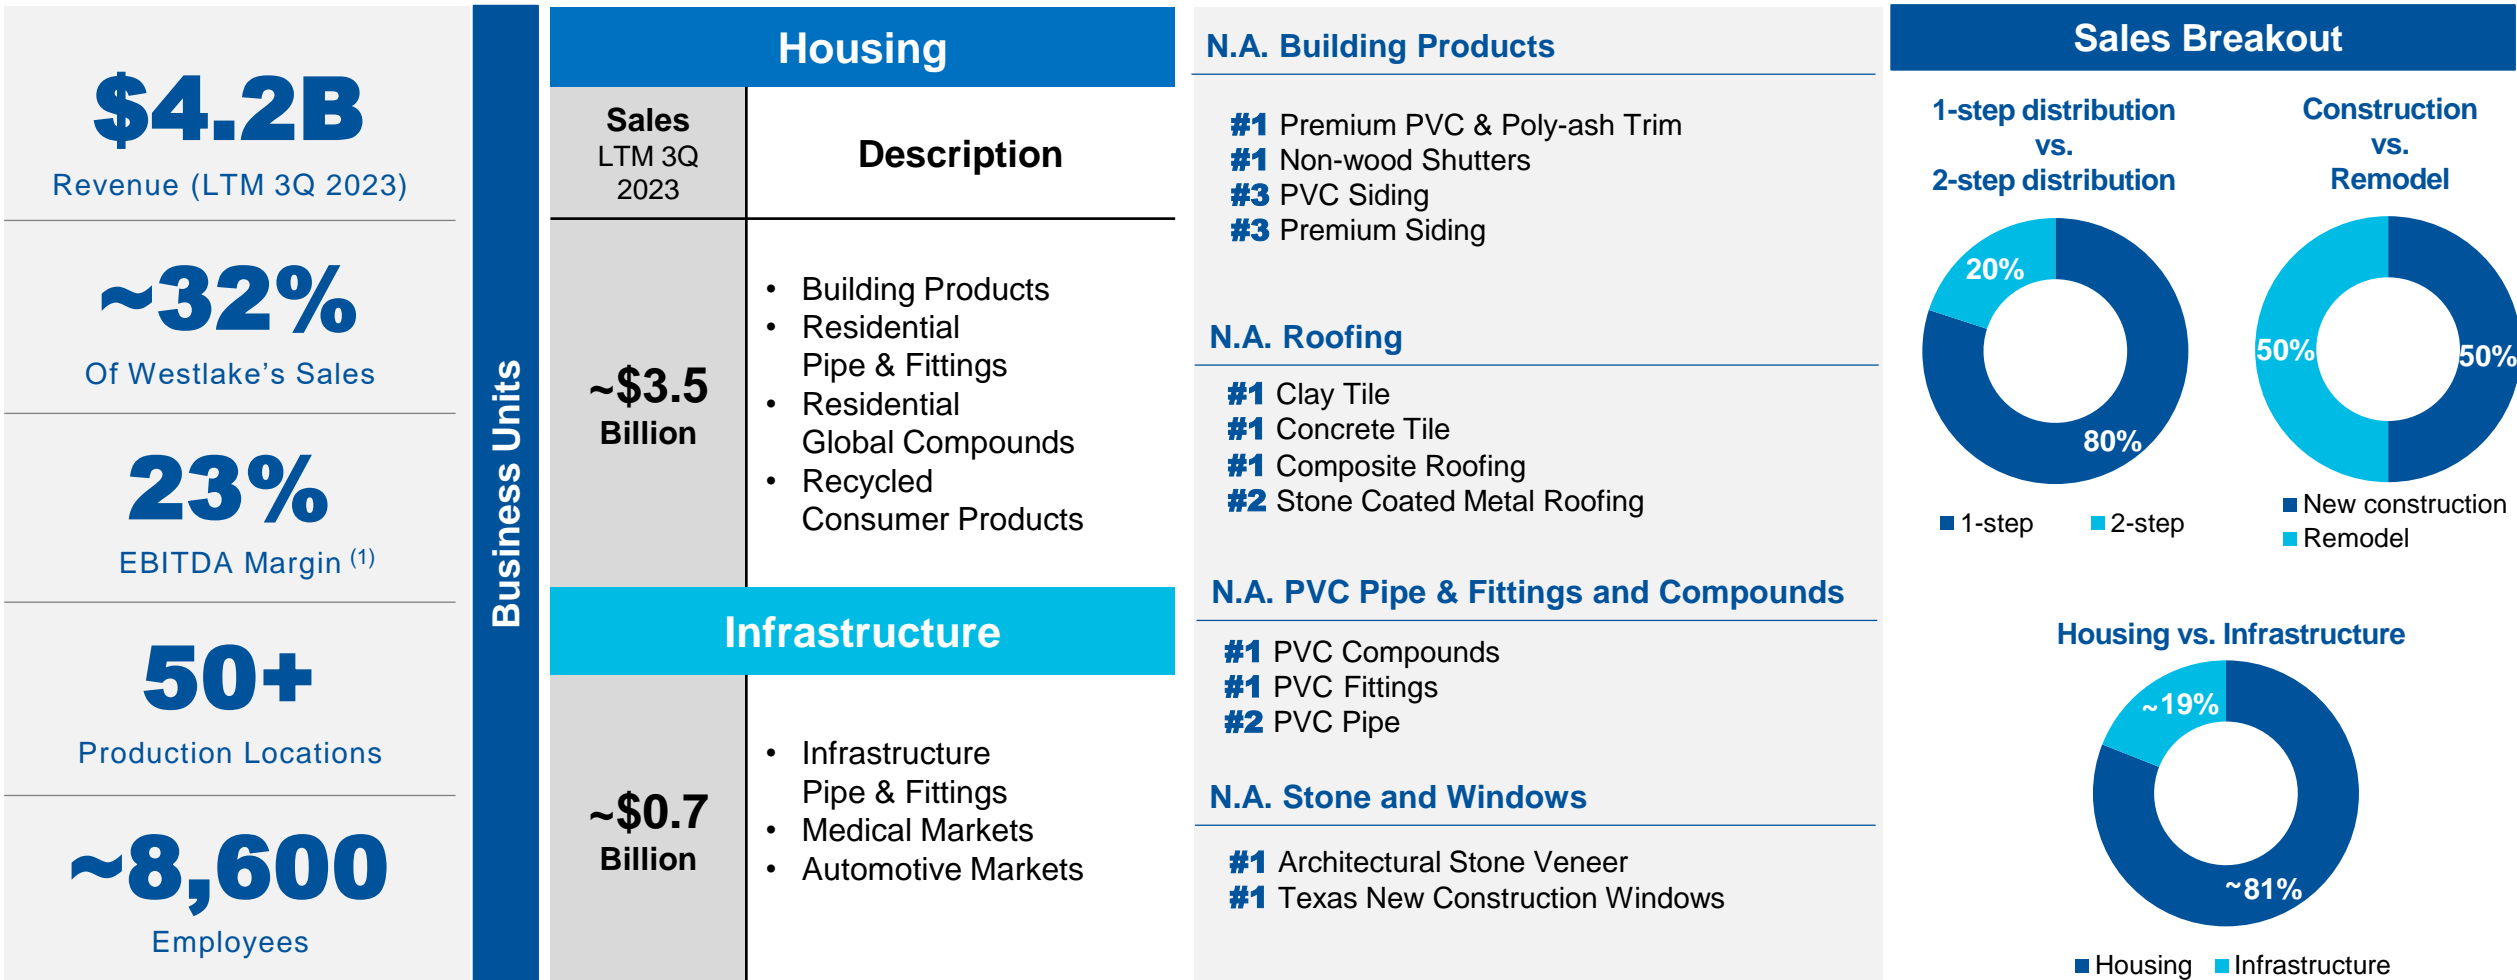 $4.2B
Revenue (LTM 3Q 2023)
~32%
Of Westlake's Sales
23%
EBITDA Margin (1)
50+
Production Locations
~8,600
Employees
Business Units
Housing
Sales
LTM 3Q
2023
Description
~$3.5
Billion
• Building Products
• Residential
Pipe & Fittings
• Residential
Global Compounds
• Recycled
Consumer Products
Infrastructure
~$0.7
Billion
• Infrastructure
Pipe & Fittings
• Medical Markets
• Automotive Markets
N.A. Building Products
#1 Premium PVC & Poly-ash Trim
#1 Non-wood Shutters
#3 PVC Siding
#3 Premium Siding
N.A. Roofing
#1 Clay Tile
#1 Concrete Tile
#1 Composite Roofing
#2 Stone Coated Metal Roofing
N.A. PVC Pipe & Fittings and Compounds
#1 PVC Compounds
#1 PVC Fittings
#2 PVC Pipe
N.A. Stone and Windows
#1 Architectural Stone Veneer
#1 Texas New Construction Windows
Sales Breakout
1-step distribution
vs.
2-step distribution
20%
80%
1-step 2-step
Construction
vs.
Remodel
50%
50%
New construction
Remodel
Housing vs. Infrastructure
~19%
~81%
Housing Infrastructure